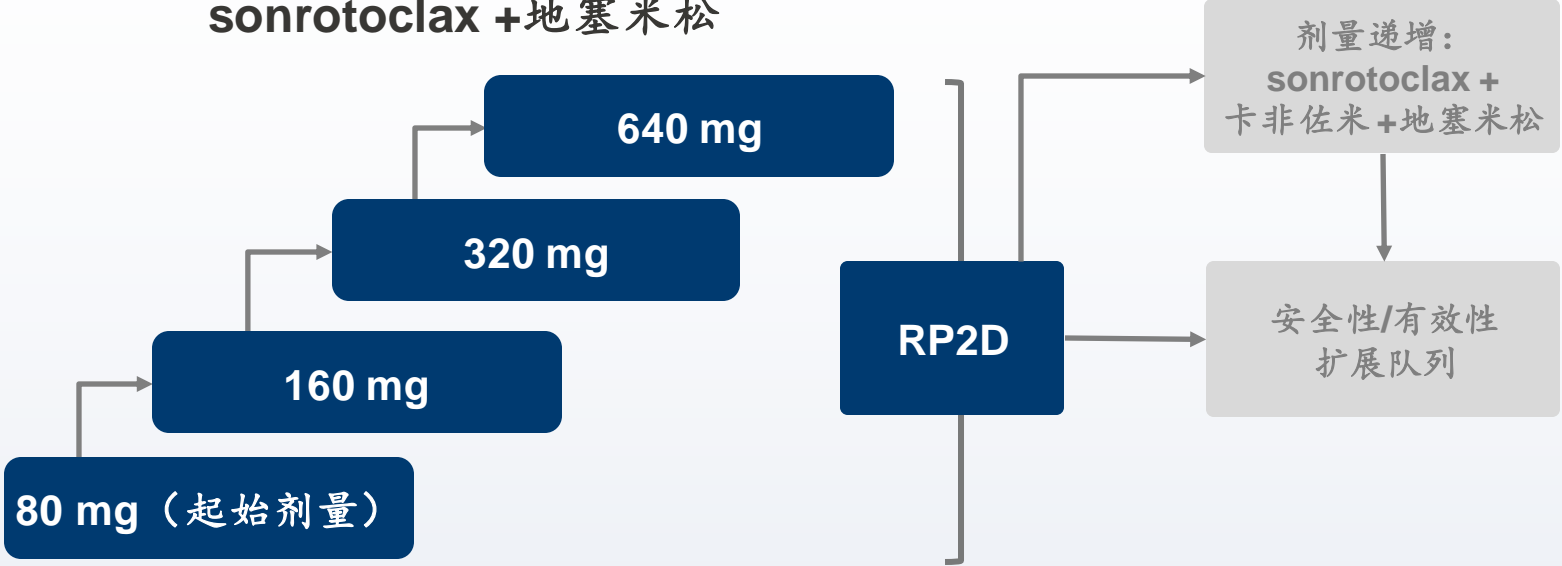 sonrotoclax +地塞米松
640 mg
320 mg
160 mg
80 mg（起始剂量）
RP2D
剂量递增：
sonrotoclax +
卡非佐米+地塞米松
安全性/有效性
扩展队列